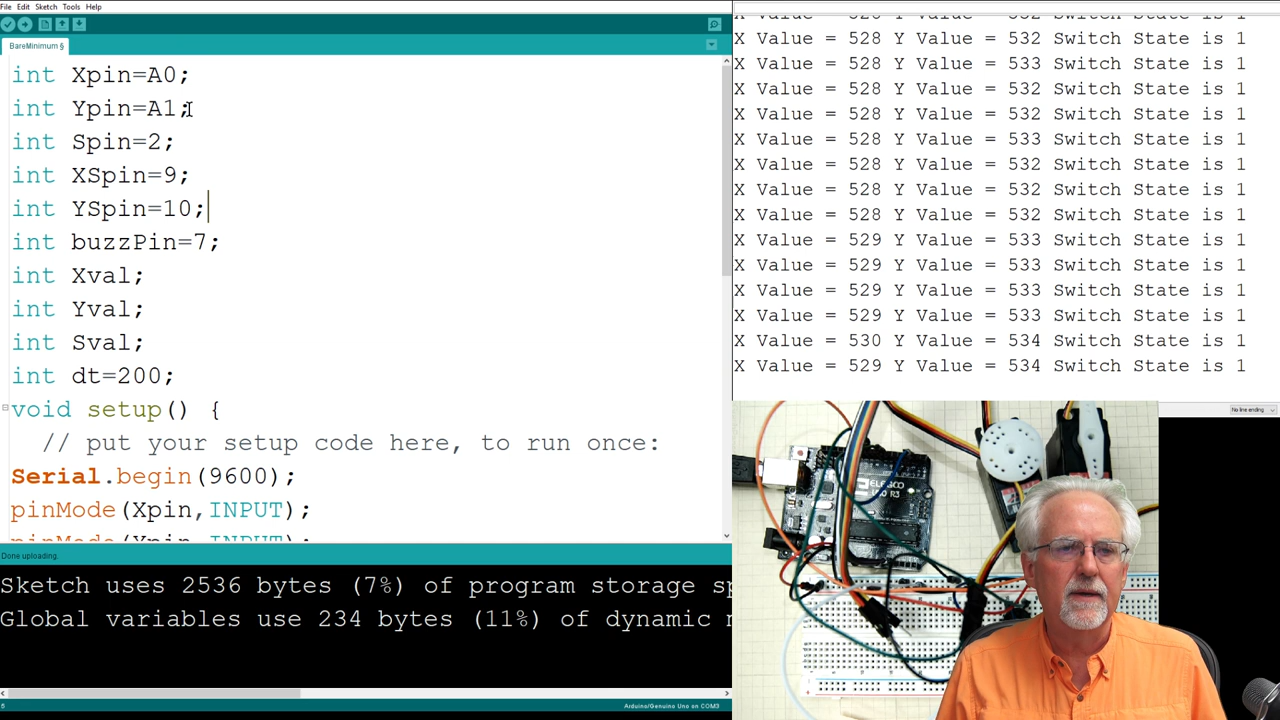 File Edit Sketch Tools Help
BareMinimum §
int Xpin=A0;
int Ypin=A1;
int Spin=2;
int XSpin=9;
int YSpin=10;
int buzzPin=7;
int Xval;
int Yval;
int Sval;
int dt=200;
void setup() {
// put your setup code here, to run once:
Serial.begin(9600);
pinMode(Xpin,INPUT);
Done uploading.
Sketch uses 2536 bytes (7%) of program storage sp
Global variables use 234 bytes (11%) of dynamic
5
Arduino/Genuino Uno on COM3
X Value = 528 Y Value = 532 Switch State is 1
X Value = 528 Y Value = 533 Switch State is 1
X Value = 528 Y Value = 532 Switch State is 1
X Value = 528 Y Value = 532 Switch State is 1
X Value = 528 Y Value = 533 Switch State is 1
X Value = 528 Y Value = 532 Switch State is 1
X Value = 528 Y Value = 532 Switch State is 1
X Value = 528 Y Value = 532 Switch State is 1
X Value = 529 Y Value = 533 Switch State is 1
X Value = 529 Y Value = 533 Switch State is 1
X Value = 529 Y Value = 533 Switch State is 1
X Value = 529 Y Value = 533 Switch State is 1
X Value = 530 Y Value = 534 Switch State is 1
X Value = 529 Y Value = 534 Switch State is 1
No line ending
ELEGOO
UNO R3